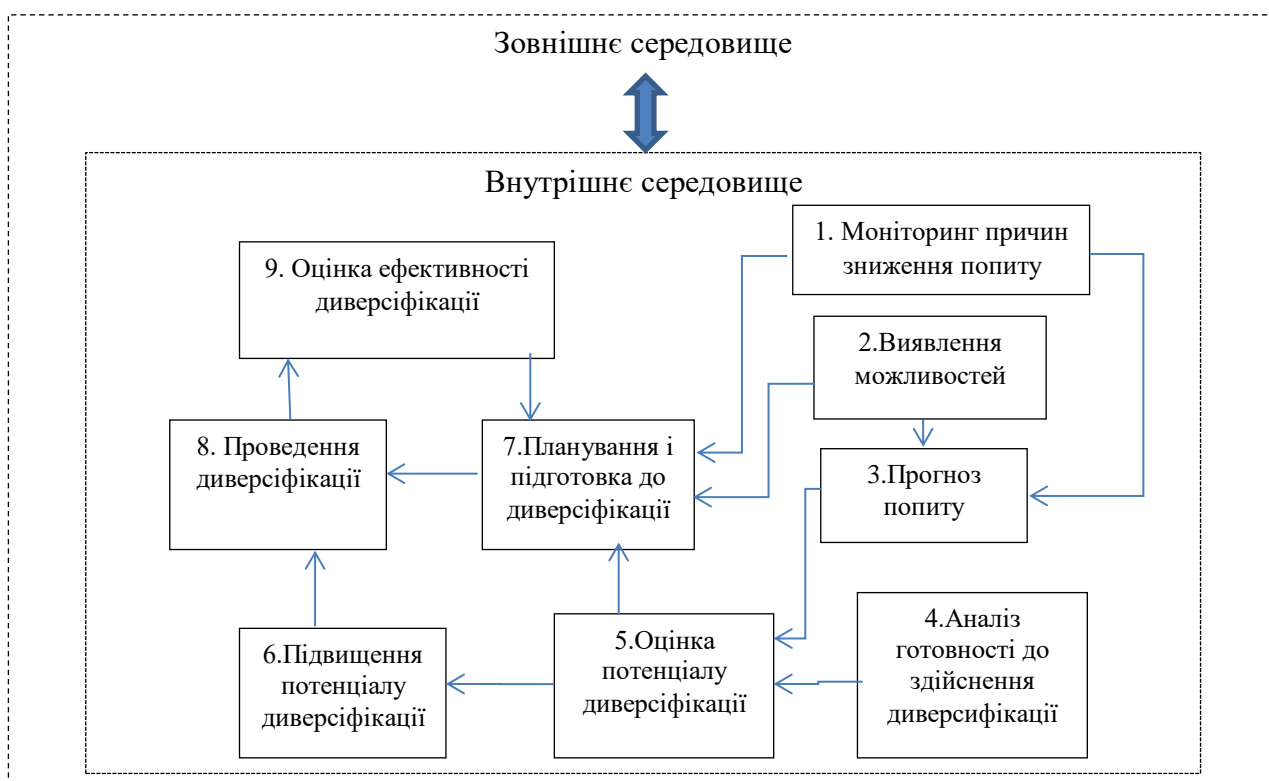 Зовнішнє середовище
Внутрішнє середовище
1. Моніторинг причин
зниження попиту
9. Оцінка ефективності
диверсіфікації
2.Виявлення
можливостей
8. Проведення
диверсіфікації
7.Планування і
підготовка до
диверсіфікації
3.Прогноз
попиту
4.Аналіз
готовності до
здійснення
диверсифікації
5.Оцінка
потенціалу
диверсіфікації
6.Підвищення
потенціалу
диверсіфікації